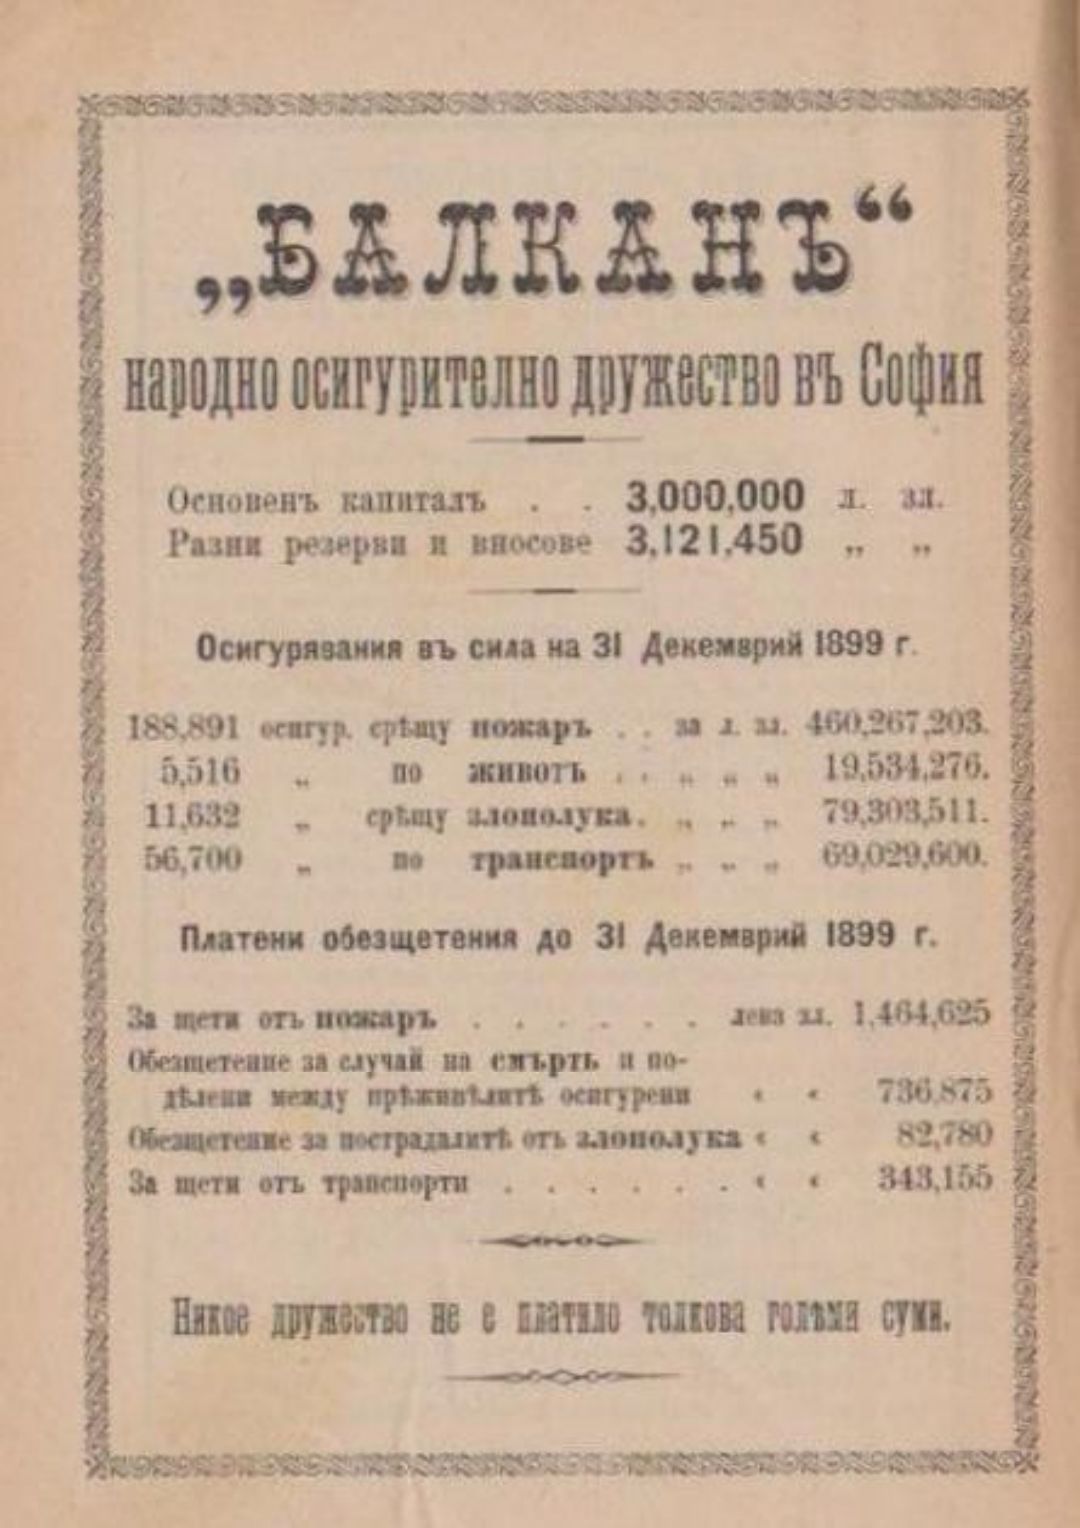 „БАЛКАНЪ“
народно осигурително дружество въ София
Основенъ капиталъ . . 3,000,000 л. зл.
Разни резерви и вносове 3,121,450 „ „
Осигурявания въ сила на 31 Декемврий 1899 г.
188,891 осигур. срѣщу пожаръ . . за л. зл. 460,267,203.
5,516 „ по животъ . . „ „ „ 19,534,276.
11,632 „ срѣщу злополука. „ „ „ 79,303,511.
56,700 „ по транспортъ „ „ „ 69,029,600.
Платени обезщетения до 31 Декемврий 1899 г.
За щети отъ пожаръ . . . . . . лева зл. 1,464,625
Обезщетение за случай на смърть и по-
дѣлени между прѣживѣлитѣ осигурени « « 736,875
Обезщетение за пострадалитѣ отъ злополука « « 82,780
За щети отъ транспорти . . . . . . « « 343,155
Никое дружество не е платило толкова голѣми суми.